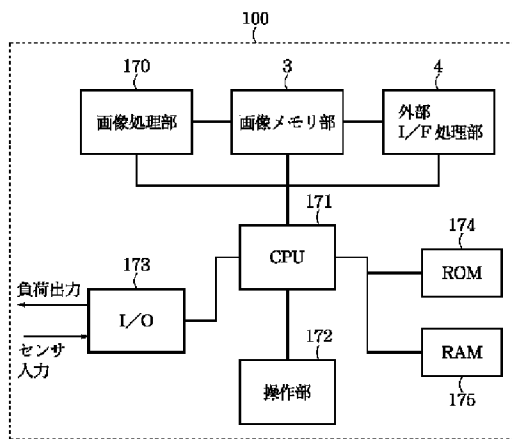 100
170
3
4
画像処理部
画像メモリ部
外部
I/F 処理部
171
CPU
173
174
負荷出力
I/O
ROM
センサ
入力
172
操作部
RAM
175